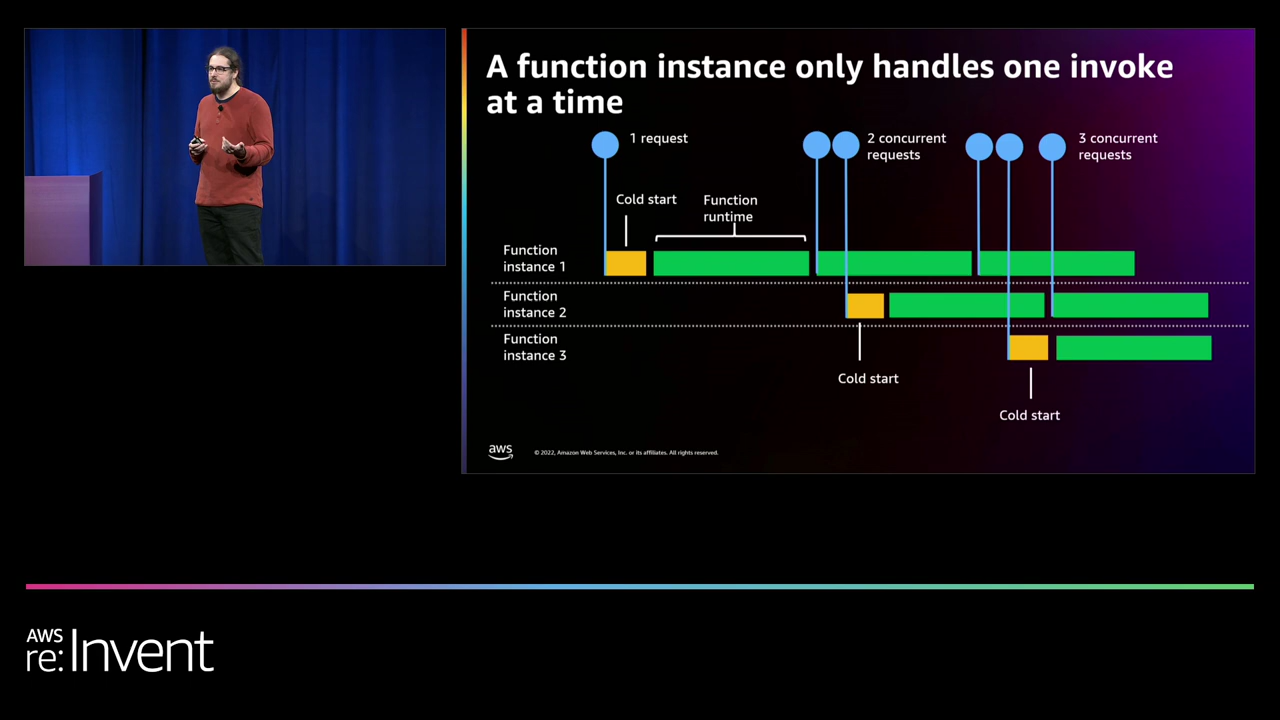 A function instance only handles one invoke
at a time
1 request
2 concurrent
requests
3 concurrent
requests
Cold start
Function
runtime
Function
instance 1
Function
instance 2
Function
instance 3
Cold start
Cold start
aws
© 2022, Amazon Web Services, Inc. or its affiliates. All rights reserved.
AWS
re:Invent